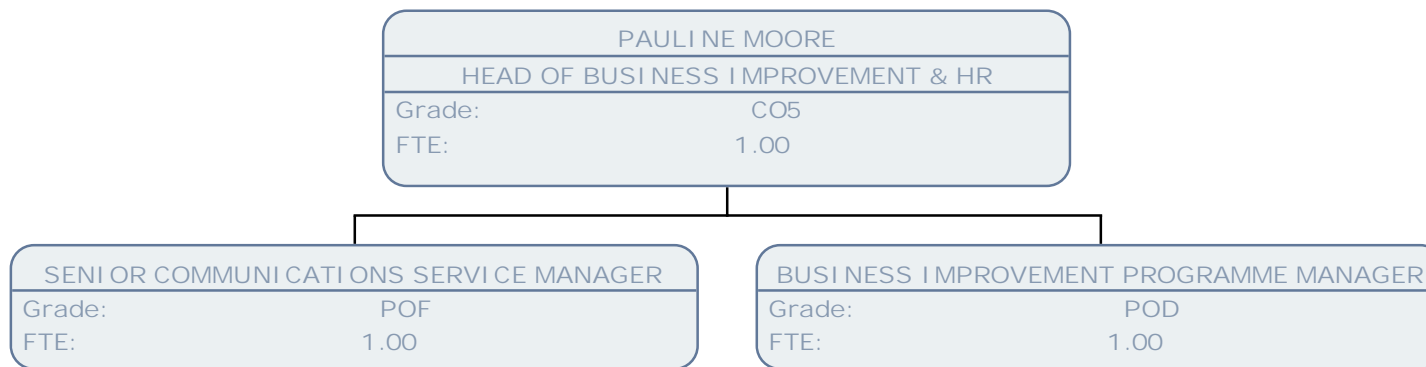 PAULINE MOORE
HEAD OF BUSINESS IMPROVEMENT & HR
Grade: CO5
FTE: 1.00
SENIOR COMMUNICATIONS SERVICE MANAGER
Grade: POF
FTE: 1.00
BUSINESS IMPROVEMENT PROGRAMME MANAGER
Grade: POD
FTE: 1.00